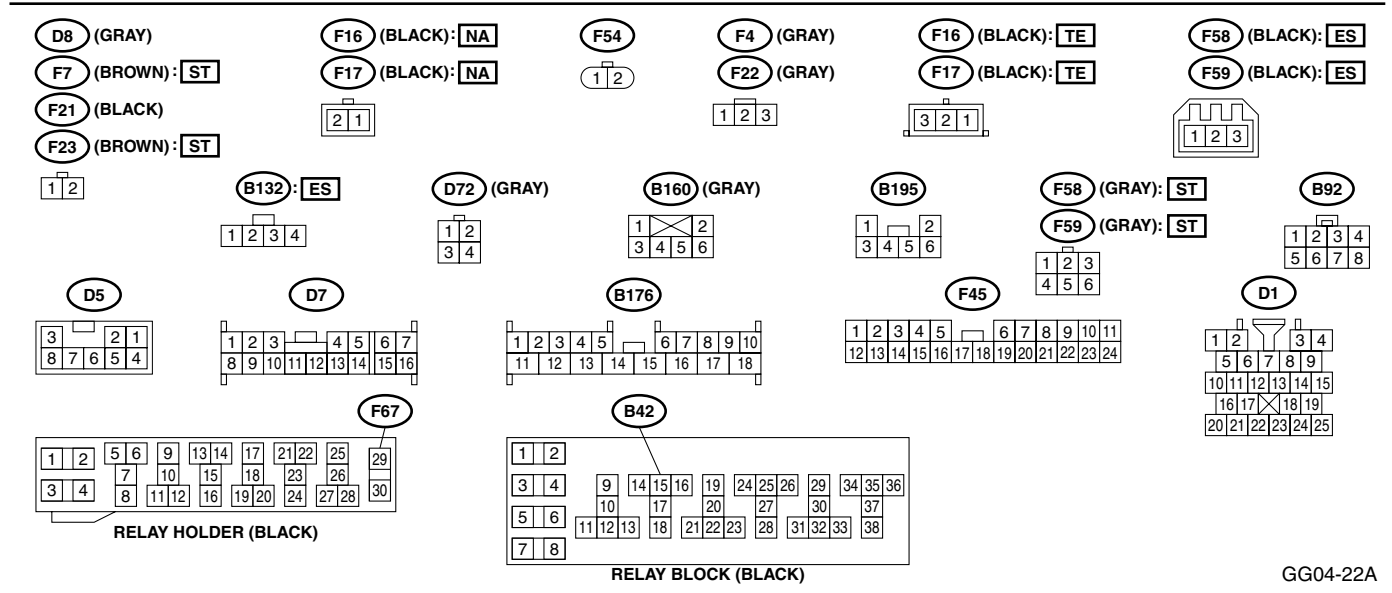 D8 (GRAY)
F7 (BROWN): ST
F21 (BLACK)
F23 (BROWN): ST
1 2
F16 (BLACK): NA
F17 (BLACK): NA
2 1
F54
1 2
F4 (GRAY)
F22 (GRAY)
1 2 3
F16 (BLACK): TE
F17 (BLACK): TE
3 2 1
F58 (BLACK): ES
F59 (BLACK): ES
1 2 3
B132: ES
1 2 3 4
D72 (GRAY)
1 2
3 4
B160 (GRAY)
1 2
3 4 5 6
B195
1 2
3 4 5 6
F58 (GRAY): ST
F59 (GRAY): ST
1 2 3
4 5 6
B92
1 2 3 4
5 6 7 8
D5
3 2 1
8 7 6 5 4
D7
1 2 3 4 5 6 7
8 9 10 11 12 13 14 15 16
B176
1 2 3 4 5 6 7 8 9 10
11 12 13 14 15 16 17 18
F45
1 2 3 4 5 6 7 8 9 10 11
12 13 14 15 16 17 18 19 20 21 22 23 24
D1
1 2 3 4
5 6 7 8 9
10 11 12 13 14 15
16 17 18 19
20 21 22 23 24 25
F67
1 2 5 6 9 13 14 17 21 22 25 29
7 10 15 18 23 26
3 4 8 11 12 16 19 20 24 27 28 30
RELAY HOLDER (BLACK)
B42
1 2
3 4 9 14 15 16 19 24 25 26 29 34 35 36
10 17 20 27 30 37
5 6 11 12 13 18 21 22 23 28 31 32 33 38
7 8
RELAY BLOCK (BLACK)
GG04-22A